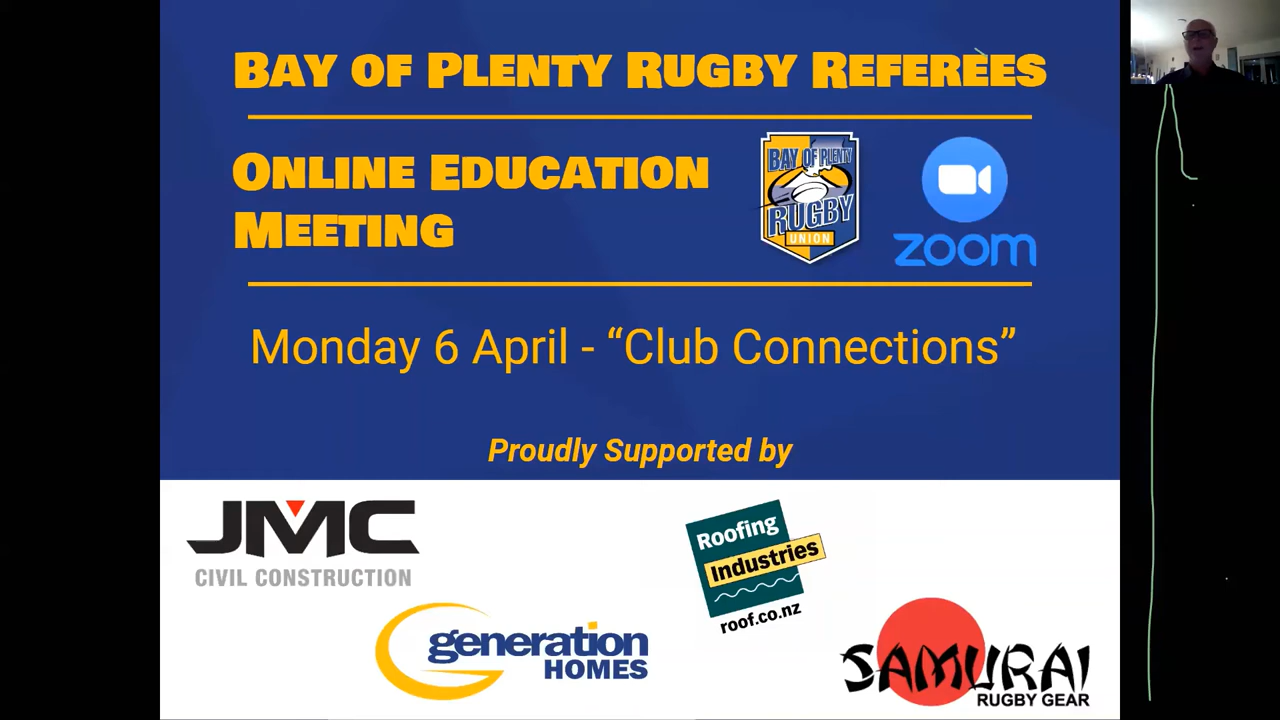 BAY OF PLENTY RUGBY REFEREES
ONLINE EDUCATION
MEETING
BAY OF PLENTY
RUGBY
UNION
zoom
Monday 6 April - “Club Connections”
Proudly Supported by
JMC
CIVIL CONSTRUCTION
Roofing
Industries
roof.co.nz
generation
HOMES
SAMURAI
RUGBY GEAR